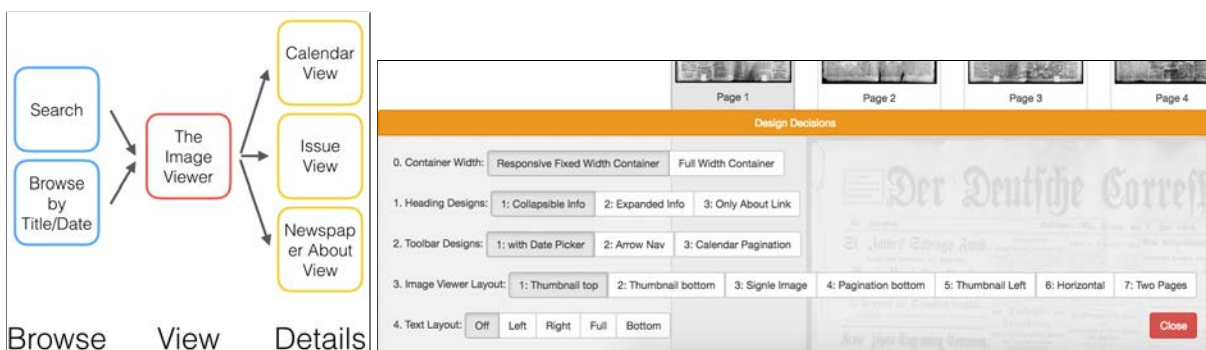 Search
Browse
by
Title/Date
The
Image
Viewer
Calendar
View
Issue
View
Newspap
er About
View
Browse
View
Details
Page 1
Page 2
Page 3
Page 4
Design Decisions
0. Container Width: Responsive Fixed Width Container Full Width Container
1. Heading Designs: 1: Collapsible Info 2: Expanded Info 3: Only About Link
2. Toolbar Designs: 1: with Date Picker 2: Arrow Nav 3: Calendar Pagination
3. Image Viewer Layout: 1: Thumbnail top 2: Thumbnail bottom 3: Signle Image 4: Pagination bottom 5: Thumbnail Left 6: Horizontal 7: Two Pages
4. Text Layout: Off Left Right Full Bottom
Close
Der Deutsche